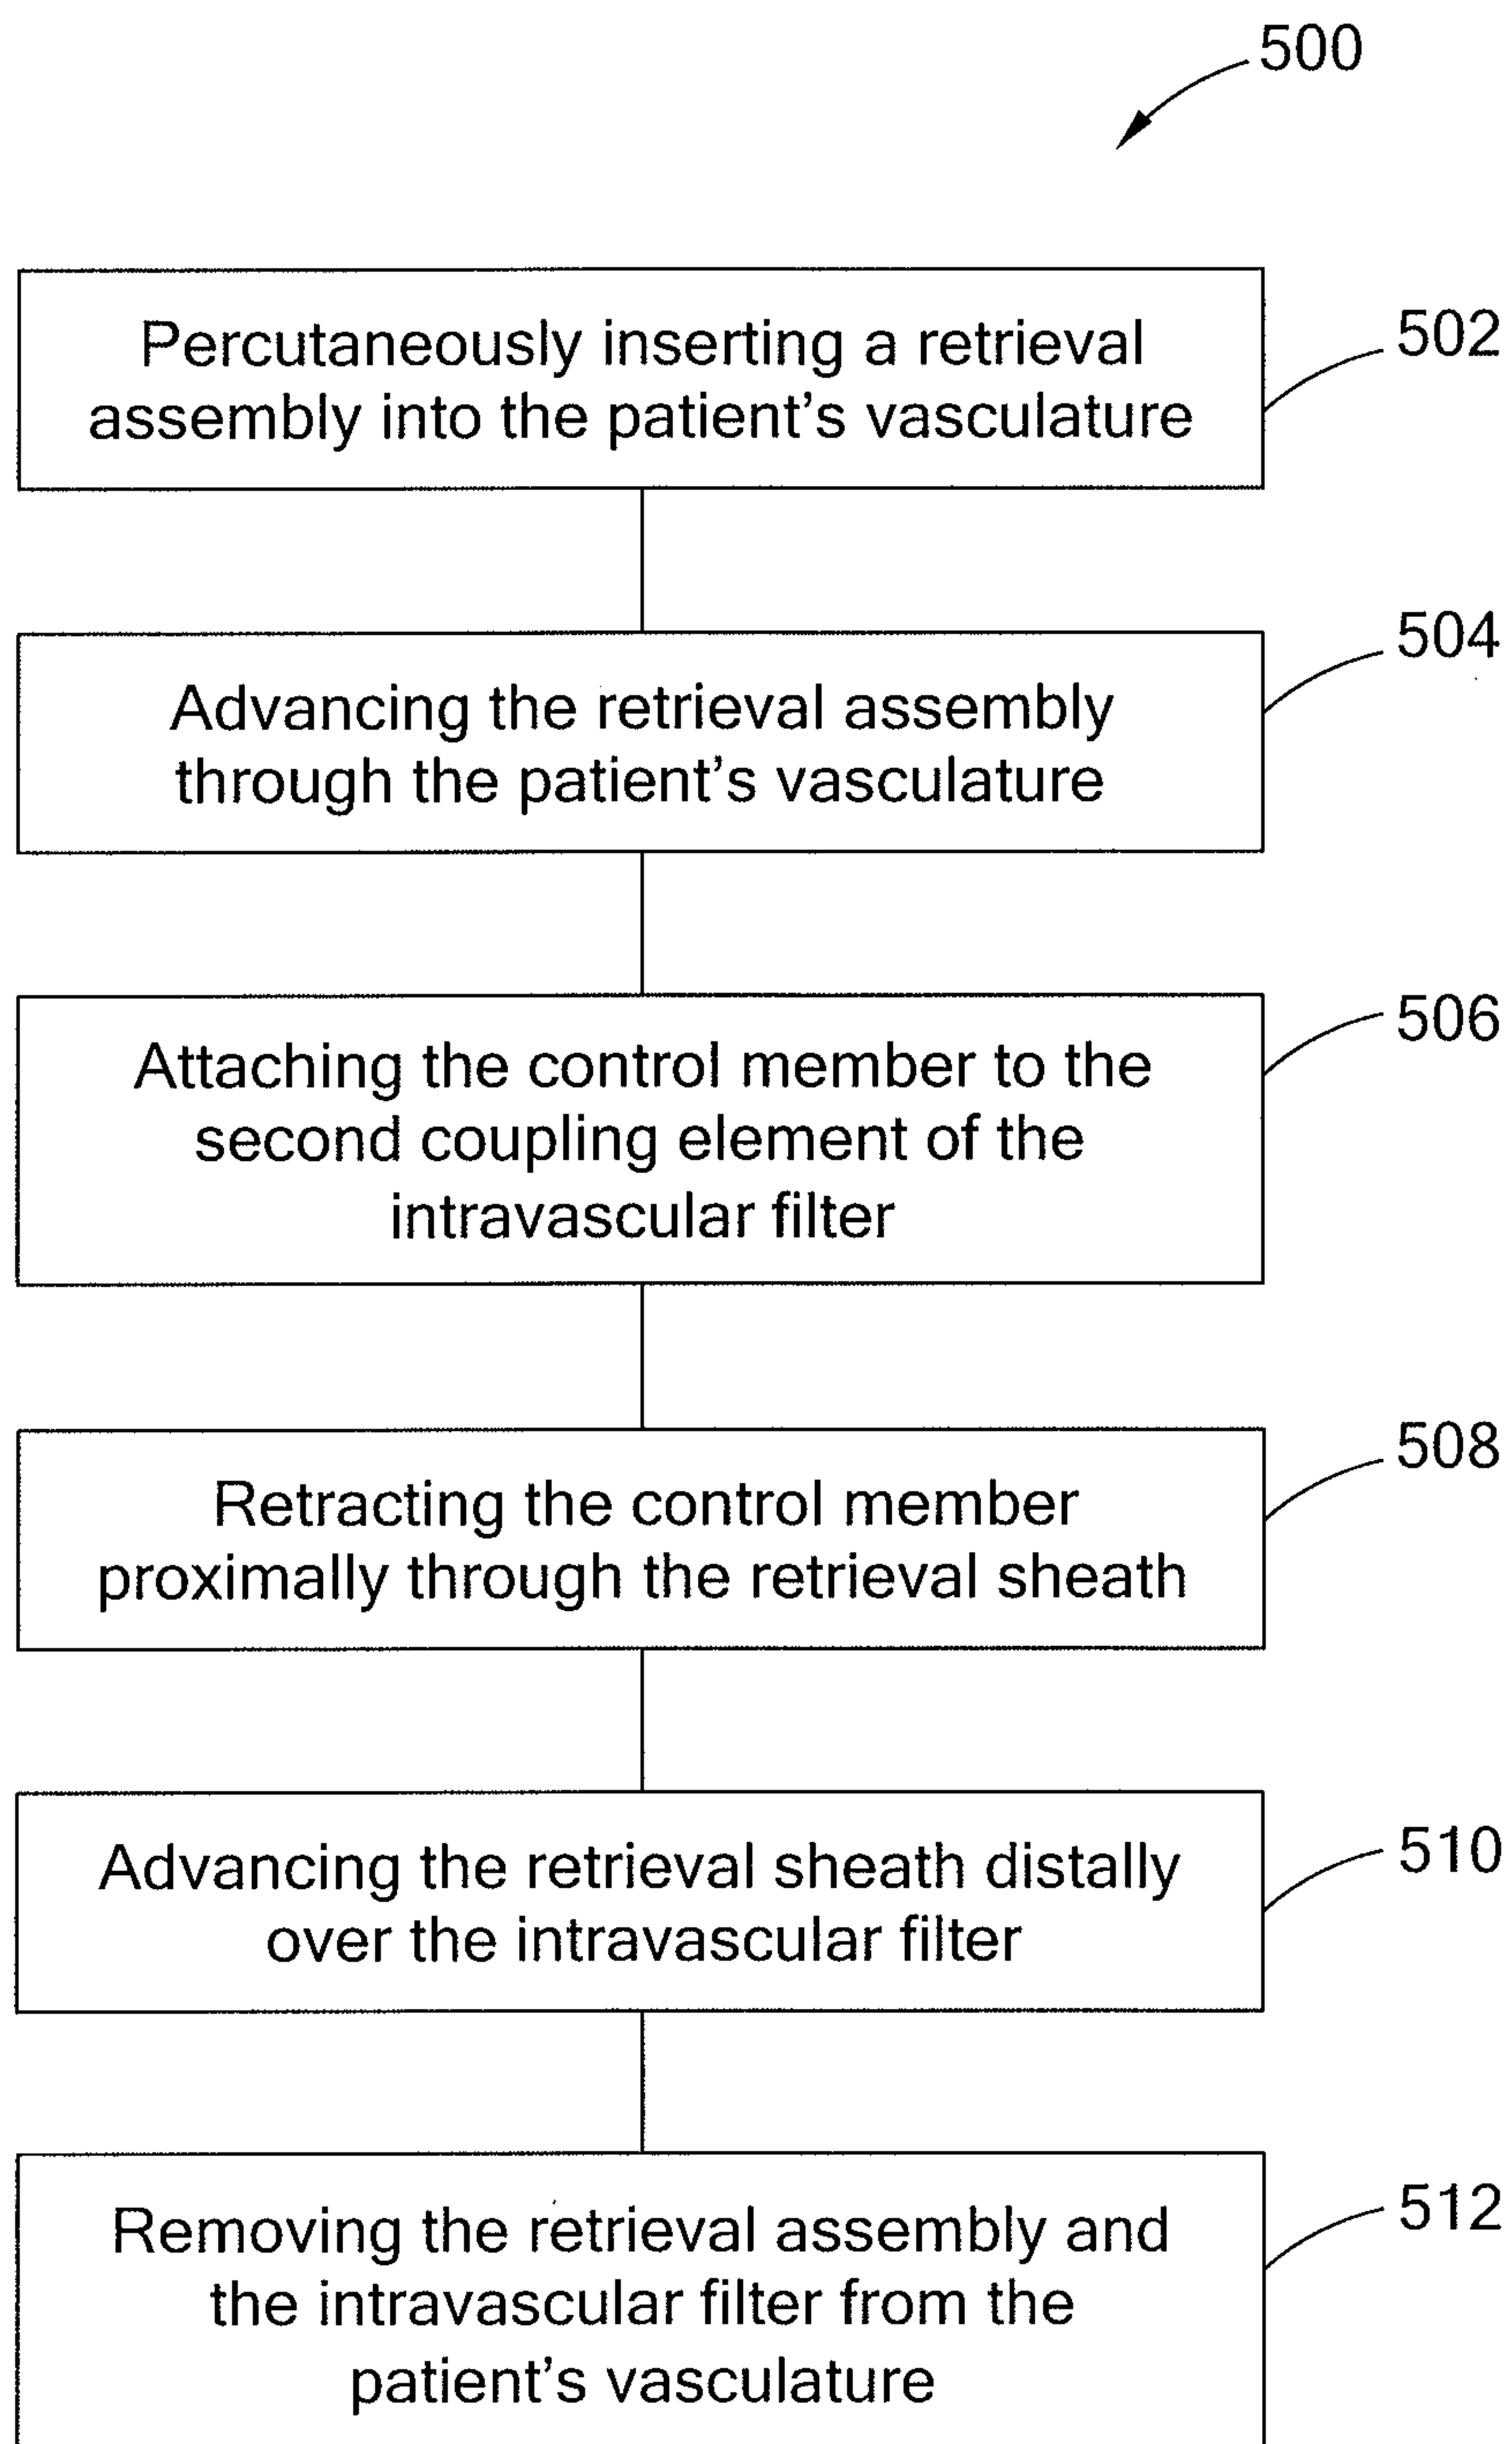 500
Percutaneously inserting a retrieval
assembly into the patient's vasculature
502
Advancing the retrieval assembly
through the patient's vasculature
504
Attaching the control member to the
second coupling element of the
intravascular filter
506
Retracting the control member
proximally through the retrieval sheath
508
Advancing the retrieval sheath distally
over the intravascular filter
510
Removing the retrieval assembly and
the intravascular filter from the
patient's vasculature
512